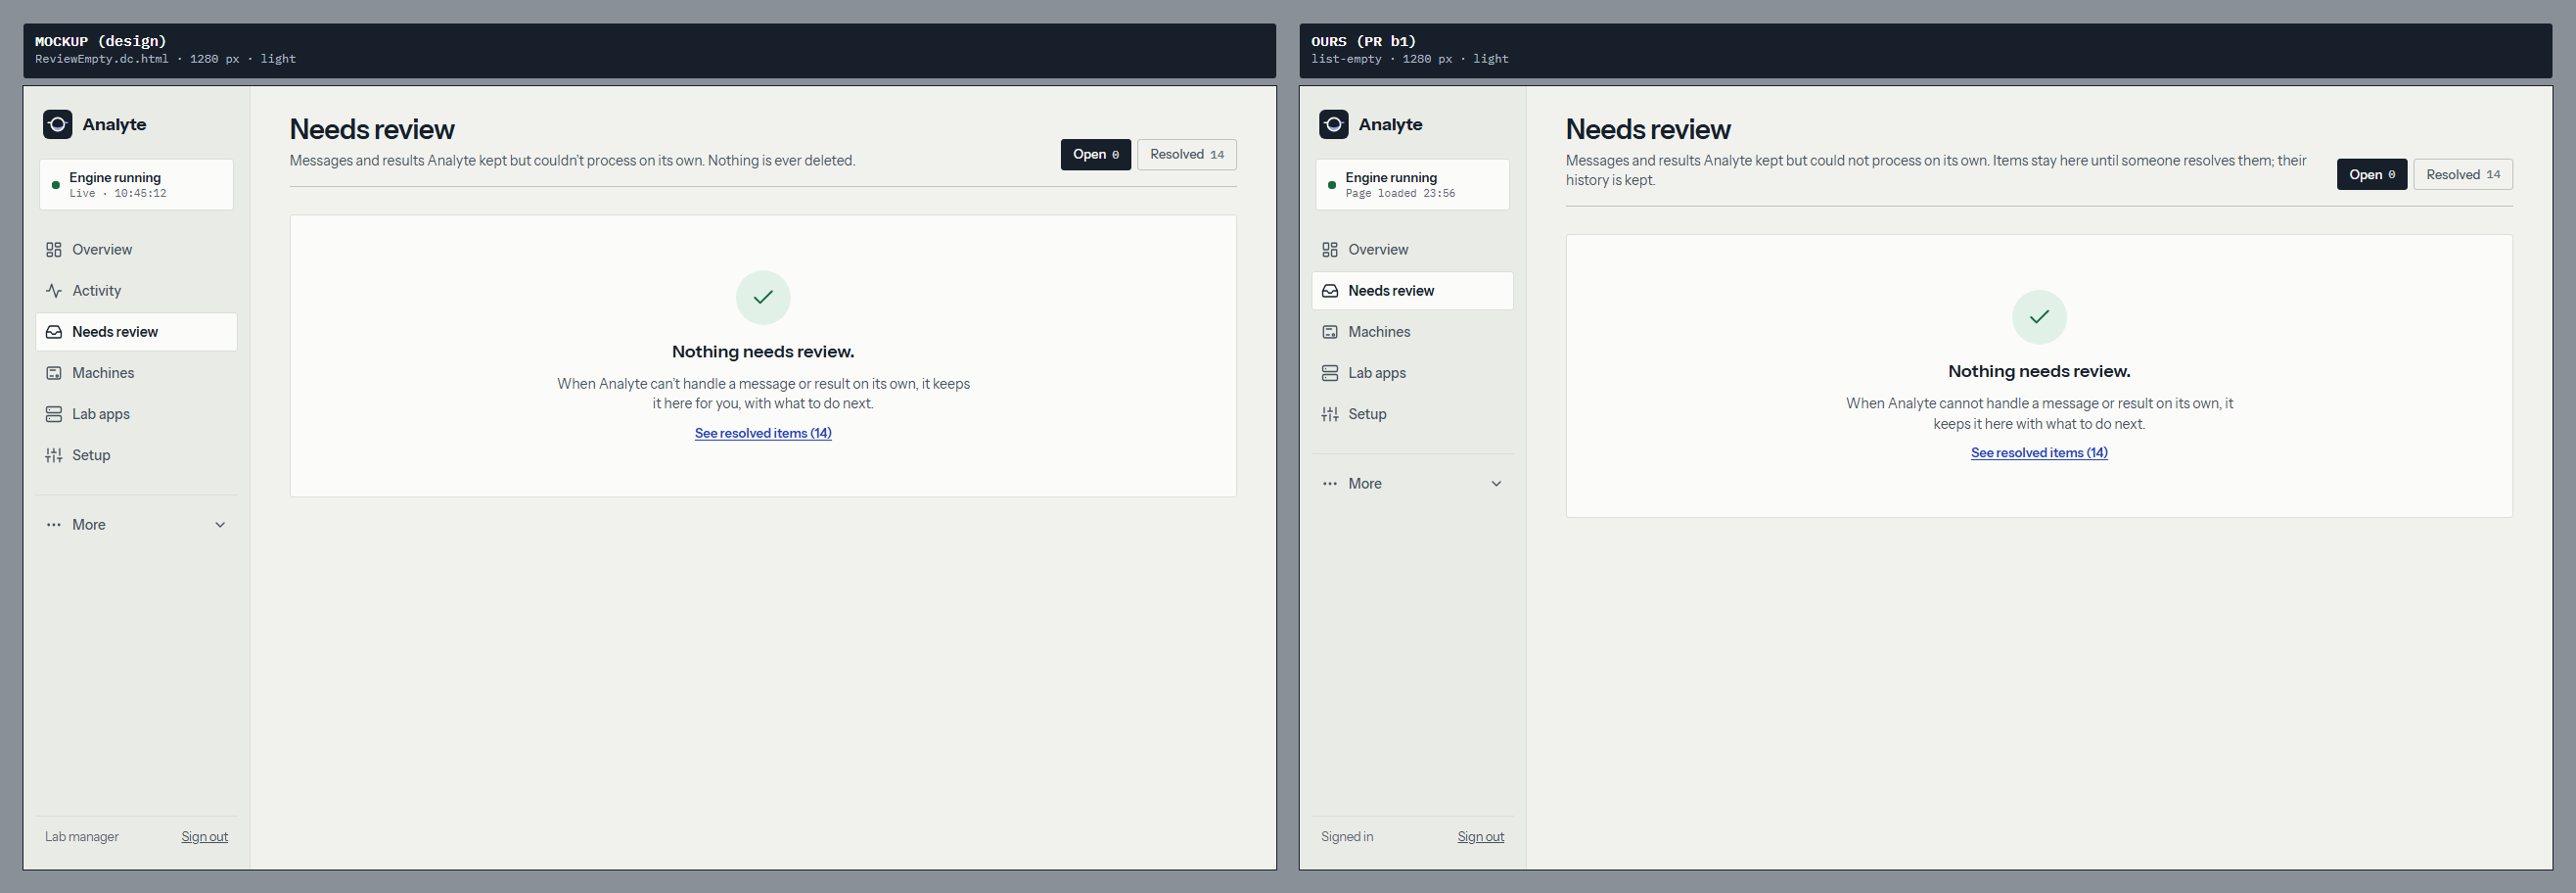 MOCKUP (design)
ReviewEmpty.dc.html · 1280 px · light
Analyte
Engine running
Live · 10:45:12
Overview
Activity
Needs review
Machines
Lab apps
Setup
More
Lab manager
Sign out
Needs review
Messages and results Analyte kept but couldn't process on its own. Nothing is ever deleted.
Open 0
Resolved 14
Nothing needs review.
When Analyte can't handle a message or result on its own, it keeps
it here for you, with what to do next.
See resolved items (14)
OURS (PR b1)
list-empty · 1280 px · light
Analyte
Engine running
Page loaded 23:56
Overview
Needs review
Machines
Lab apps
Setup
More
Signed in
Sign out
Needs review
Messages and results Analyte kept but could not process on its own. Items stay here until someone resolves them; their
history is kept.
Open 0
Resolved 14
Nothing needs review.
When Analyte cannot handle a message or result on its own, it
keeps it here with what to do next.
See resolved items (14)